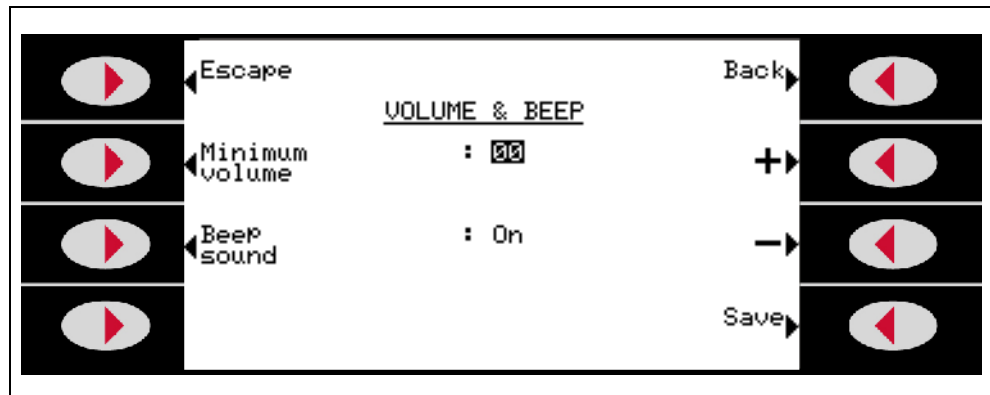 Escape Back
VOLUME & BEEP
Minimum : 00 +
volume
Beep : On −
sound
Save